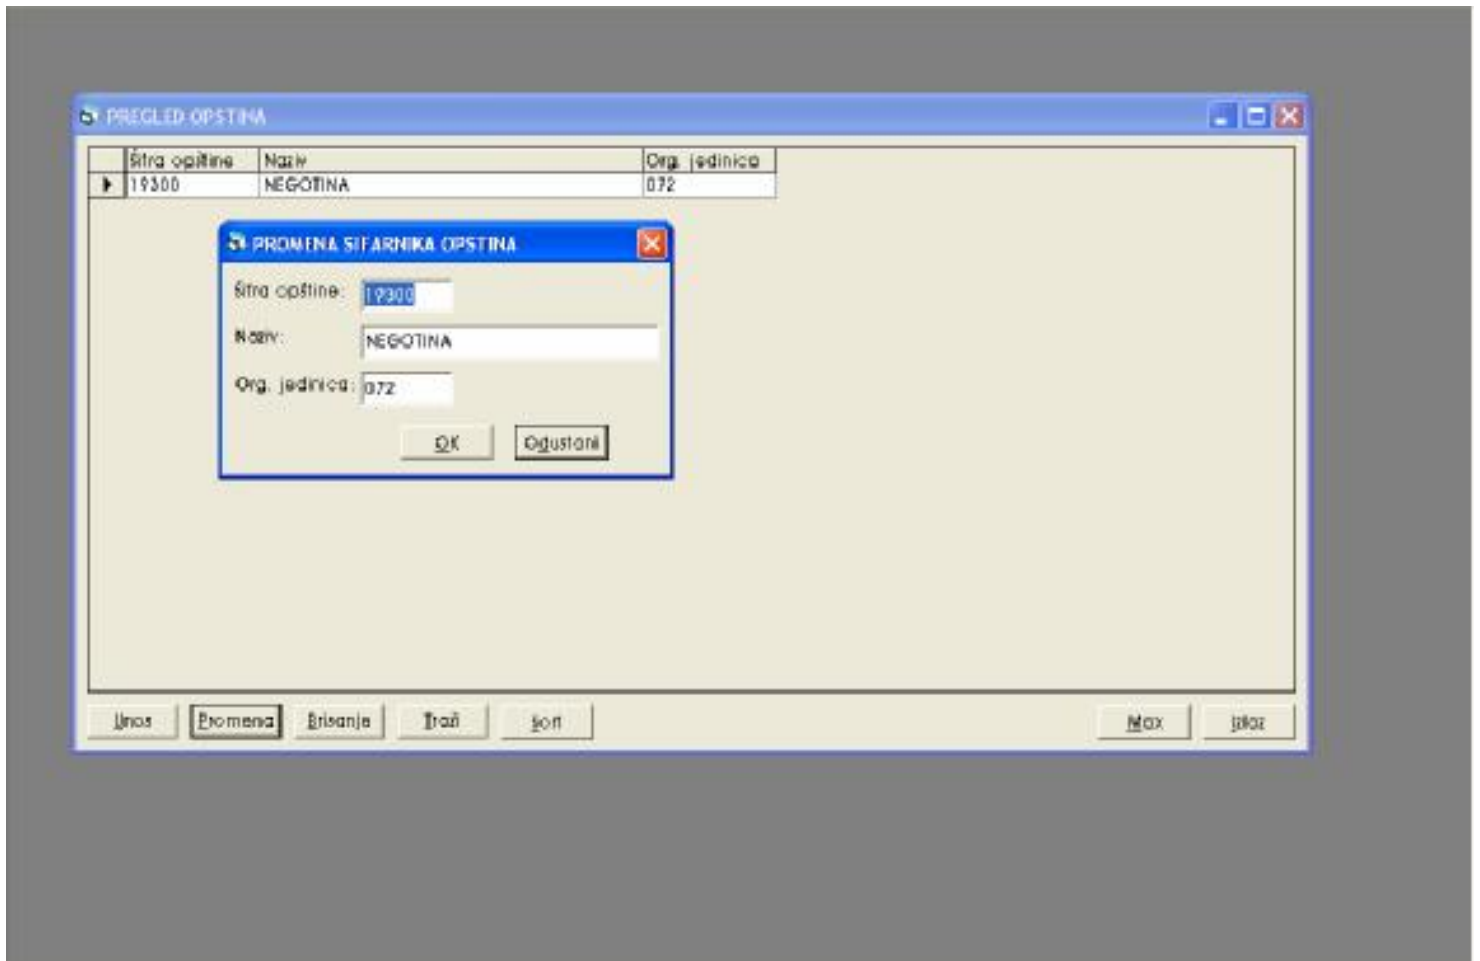 PREGLED OPSTINA
Šifra opštine Naziv Org. jedinica
19300 NEGOTINA 072
PROMENA SIFARNIKA OPSTINA
Šifra opštine: 19300
Naziv: NEGOTINA
Org. jedinica: 072
OK Odustani
Unos Promena Brisanje Traži Sort Max Izlaz